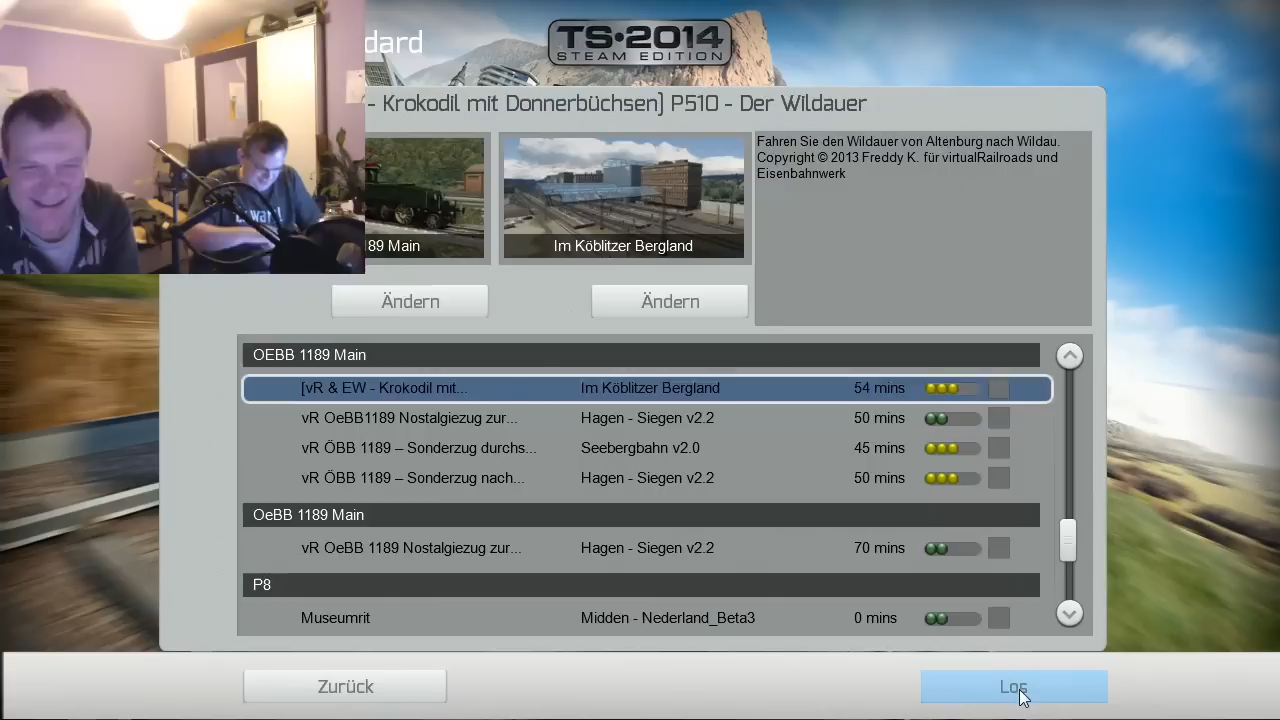 dard
TS•2014
STEAM EDITION
- Krokodil mit Donnerbüchsen] P510 - Der Wildauer
Fahren Sie den Wildauer von Altenburg nach Wildau.
Copyright © 2013 Freddy K. für virtualRailroads und
Eisenbahnwerk
89 Main
Im Köblitzer Bergland
Ändern
Ändern
OEBB 1189 Main
[vR & EW - Krokodil mit... Im Köblitzer Bergland 54 mins
vR OeBB1189 Nostalgiezug zur... Hagen - Siegen v2.2 50 mins
vR ÖBB 1189 – Sonderzug durchs... Seebergbahn v2.0 45 mins
vR ÖBB 1189 – Sonderzug nach... Hagen - Siegen v2.2 50 mins
OeBB 1189 Main
vR OeBB 1189 Nostalgiezug zur... Hagen - Siegen v2.2 70 mins
P8
Museumrit Midden - Nederland_Beta3 0 mins
Zurück
Los